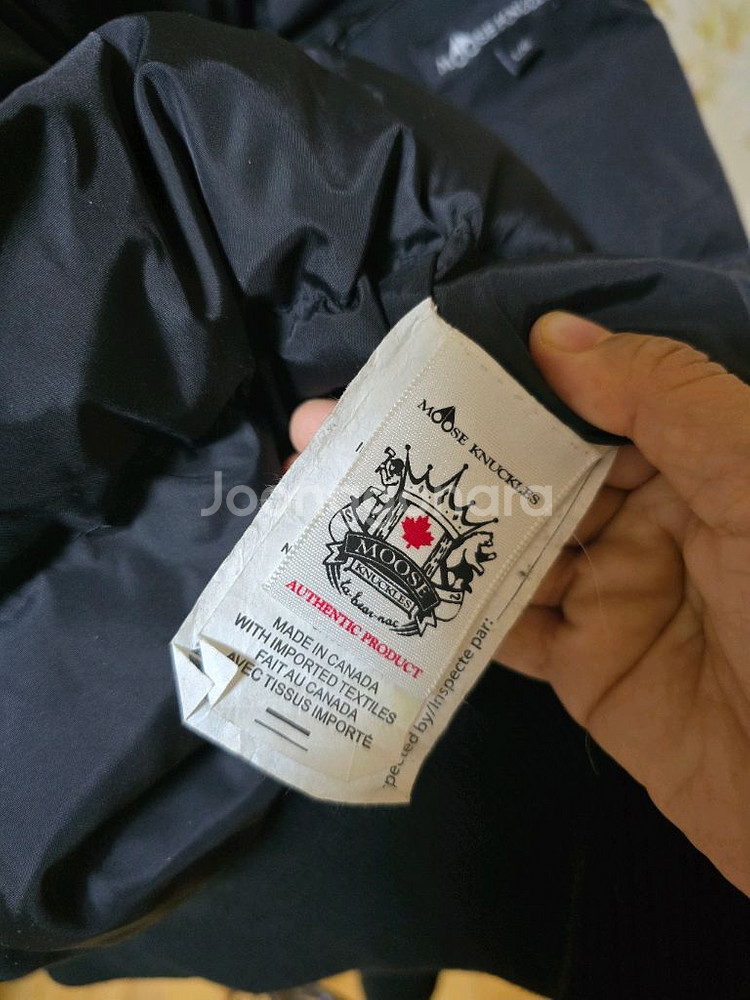 MOOSE KNUCKLES
MOOSE KNUCKLES
MOOSE
KNUCKLES
AUTHENTIC PRODUCT
MADE IN CANADA
WITH IMPORTED TEXTILES
FAIT AU CANADA
AVEC TISSUS IMPORTÉ
by/Inspecte par: